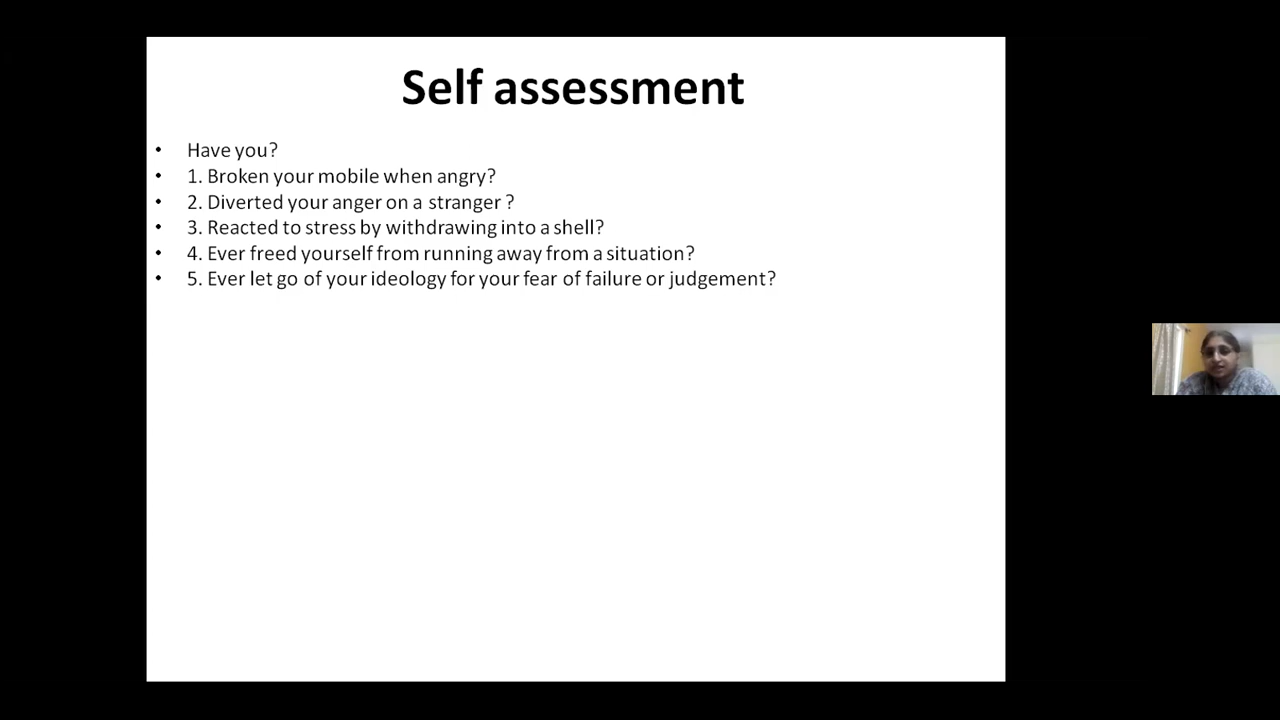 Self assessment
• Have you?
• 1. Broken your mobile when angry?
• 2. Diverted your anger on a stranger ?
• 3. Reacted to stress by withdrawing into a shell?
• 4. Ever freed yourself from running away from a situation?
• 5. Ever let go of your ideology for your fear of failure or judgement?